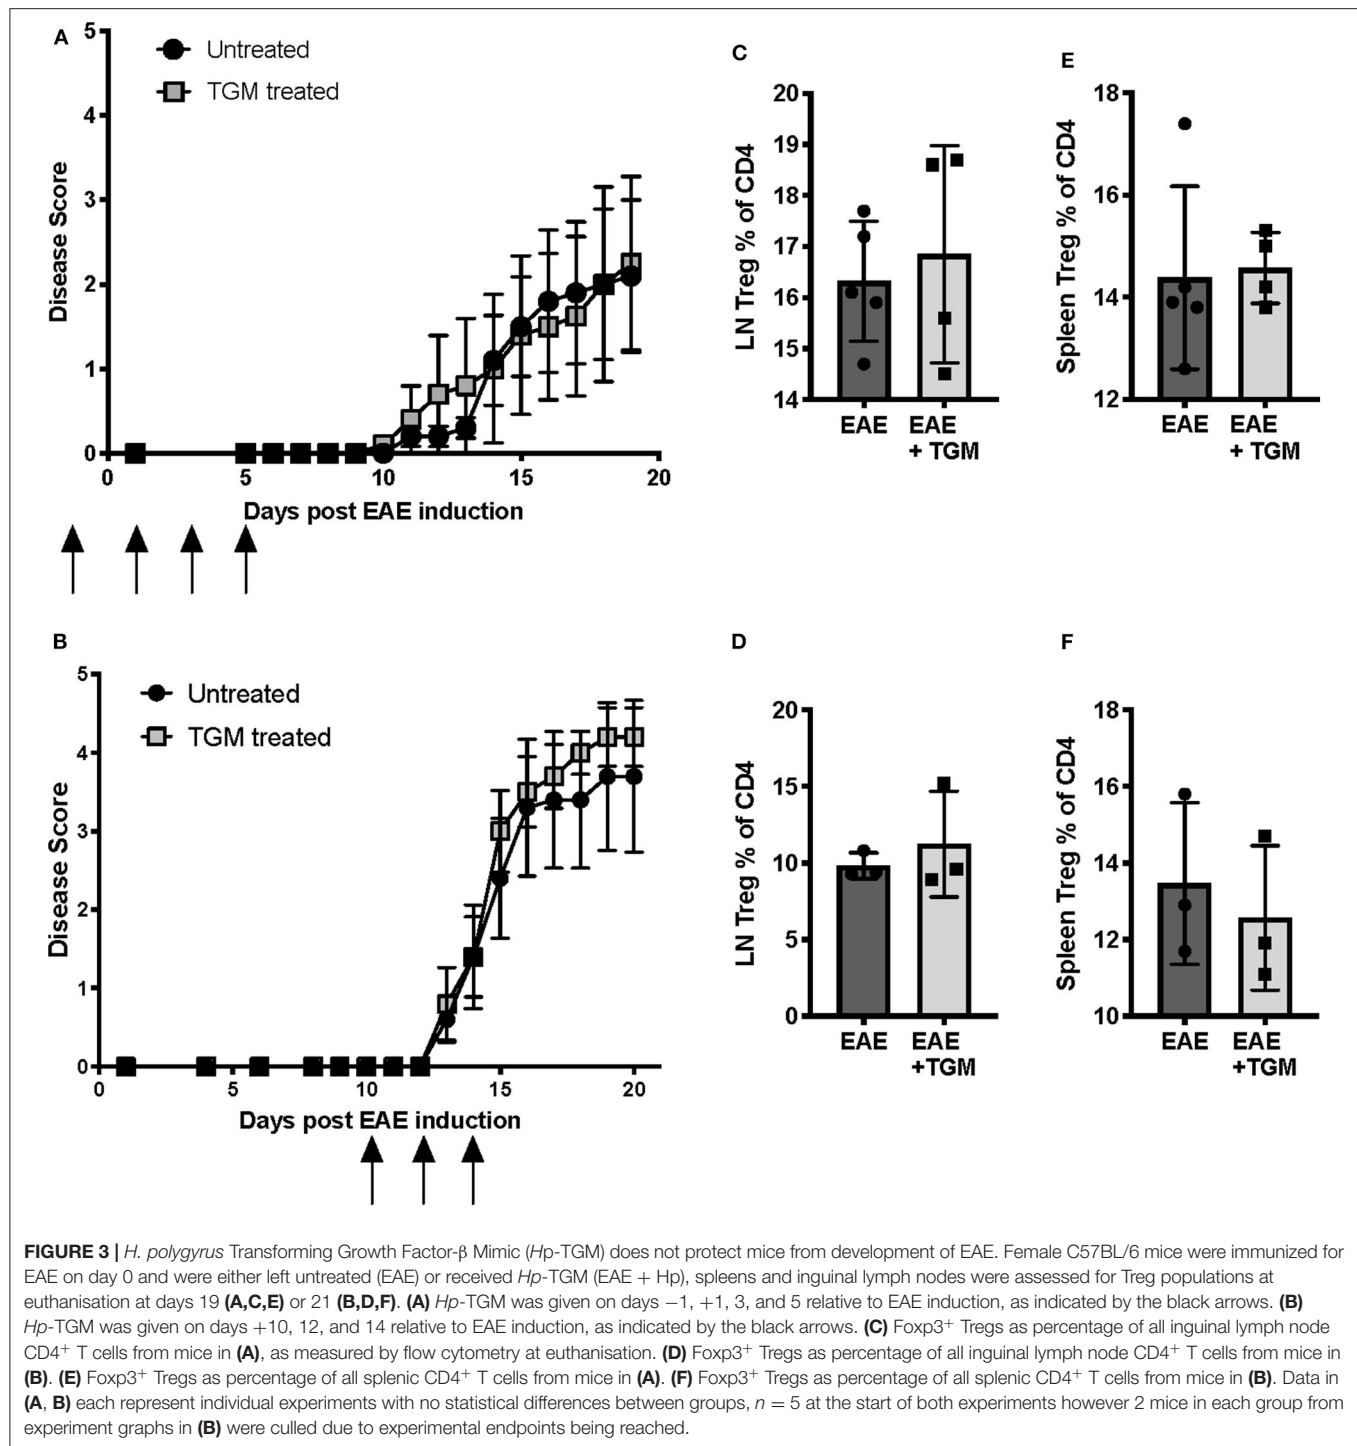 A
5
4
3
2
1
0
Disease Score
Untreated
TGM treated
0 5 10 15 20
Days post EAE induction
C
20
19
18
17
16
15
14
LN Treg % of CD4
EAE EAE
+ TGM
E
18
16
14
12
Spleen Treg % of CD4
EAE EAE
+ TGM
B
5
4
3
2
1
0
Disease Score
Untreated
TGM treated
0 5 10 15 20
Days post EAE induction
D
20
15
10
5
0
LN Treg % of CD4
EAE EAE
+TGM
F
18
16
14
12
10
Spleen Treg % of CD4
EAE EAE
+TGM
FIGURE 3 | H. polygyrus Transforming Growth Factor-β Mimic (Hp-TGM) does not protect mice from development of EAE. Female C57BL/6 mice were immunized for
EAE on day 0 and were either left untreated (EAE) or received Hp-TGM (EAE + Hp), spleens and inguinal lymph nodes were assessed for Treg populations at
euthanisation at days 19 (A,C,E) or 21 (B,D,F). (A) Hp-TGM was given on days −1, +1, 3, and 5 relative to EAE induction, as indicated by the black arrows. (B)
Hp-TGM was given on days +10, 12, and 14 relative to EAE induction, as indicated by the black arrows. (C) Foxp3+ Tregs as percentage of all inguinal lymph node
CD4+ T cells from mice in (A), as measured by flow cytometry at euthanisation. (D) Foxp3+ Tregs as percentage of all inguinal lymph node CD4+ T cells from mice in
(B). (E) Foxp3+ Tregs as percentage of all splenic CD4+ T cells from mice in (A). (F) Foxp3+ Tregs as percentage of all splenic CD4+ T cells from mice in (B). Data in
(A, B) each represent individual experiments with no statistical differences between groups, n = 5 at the start of both experiments however 2 mice in each group from
experiment graphs in (B) were culled due to experimental endpoints being reached.